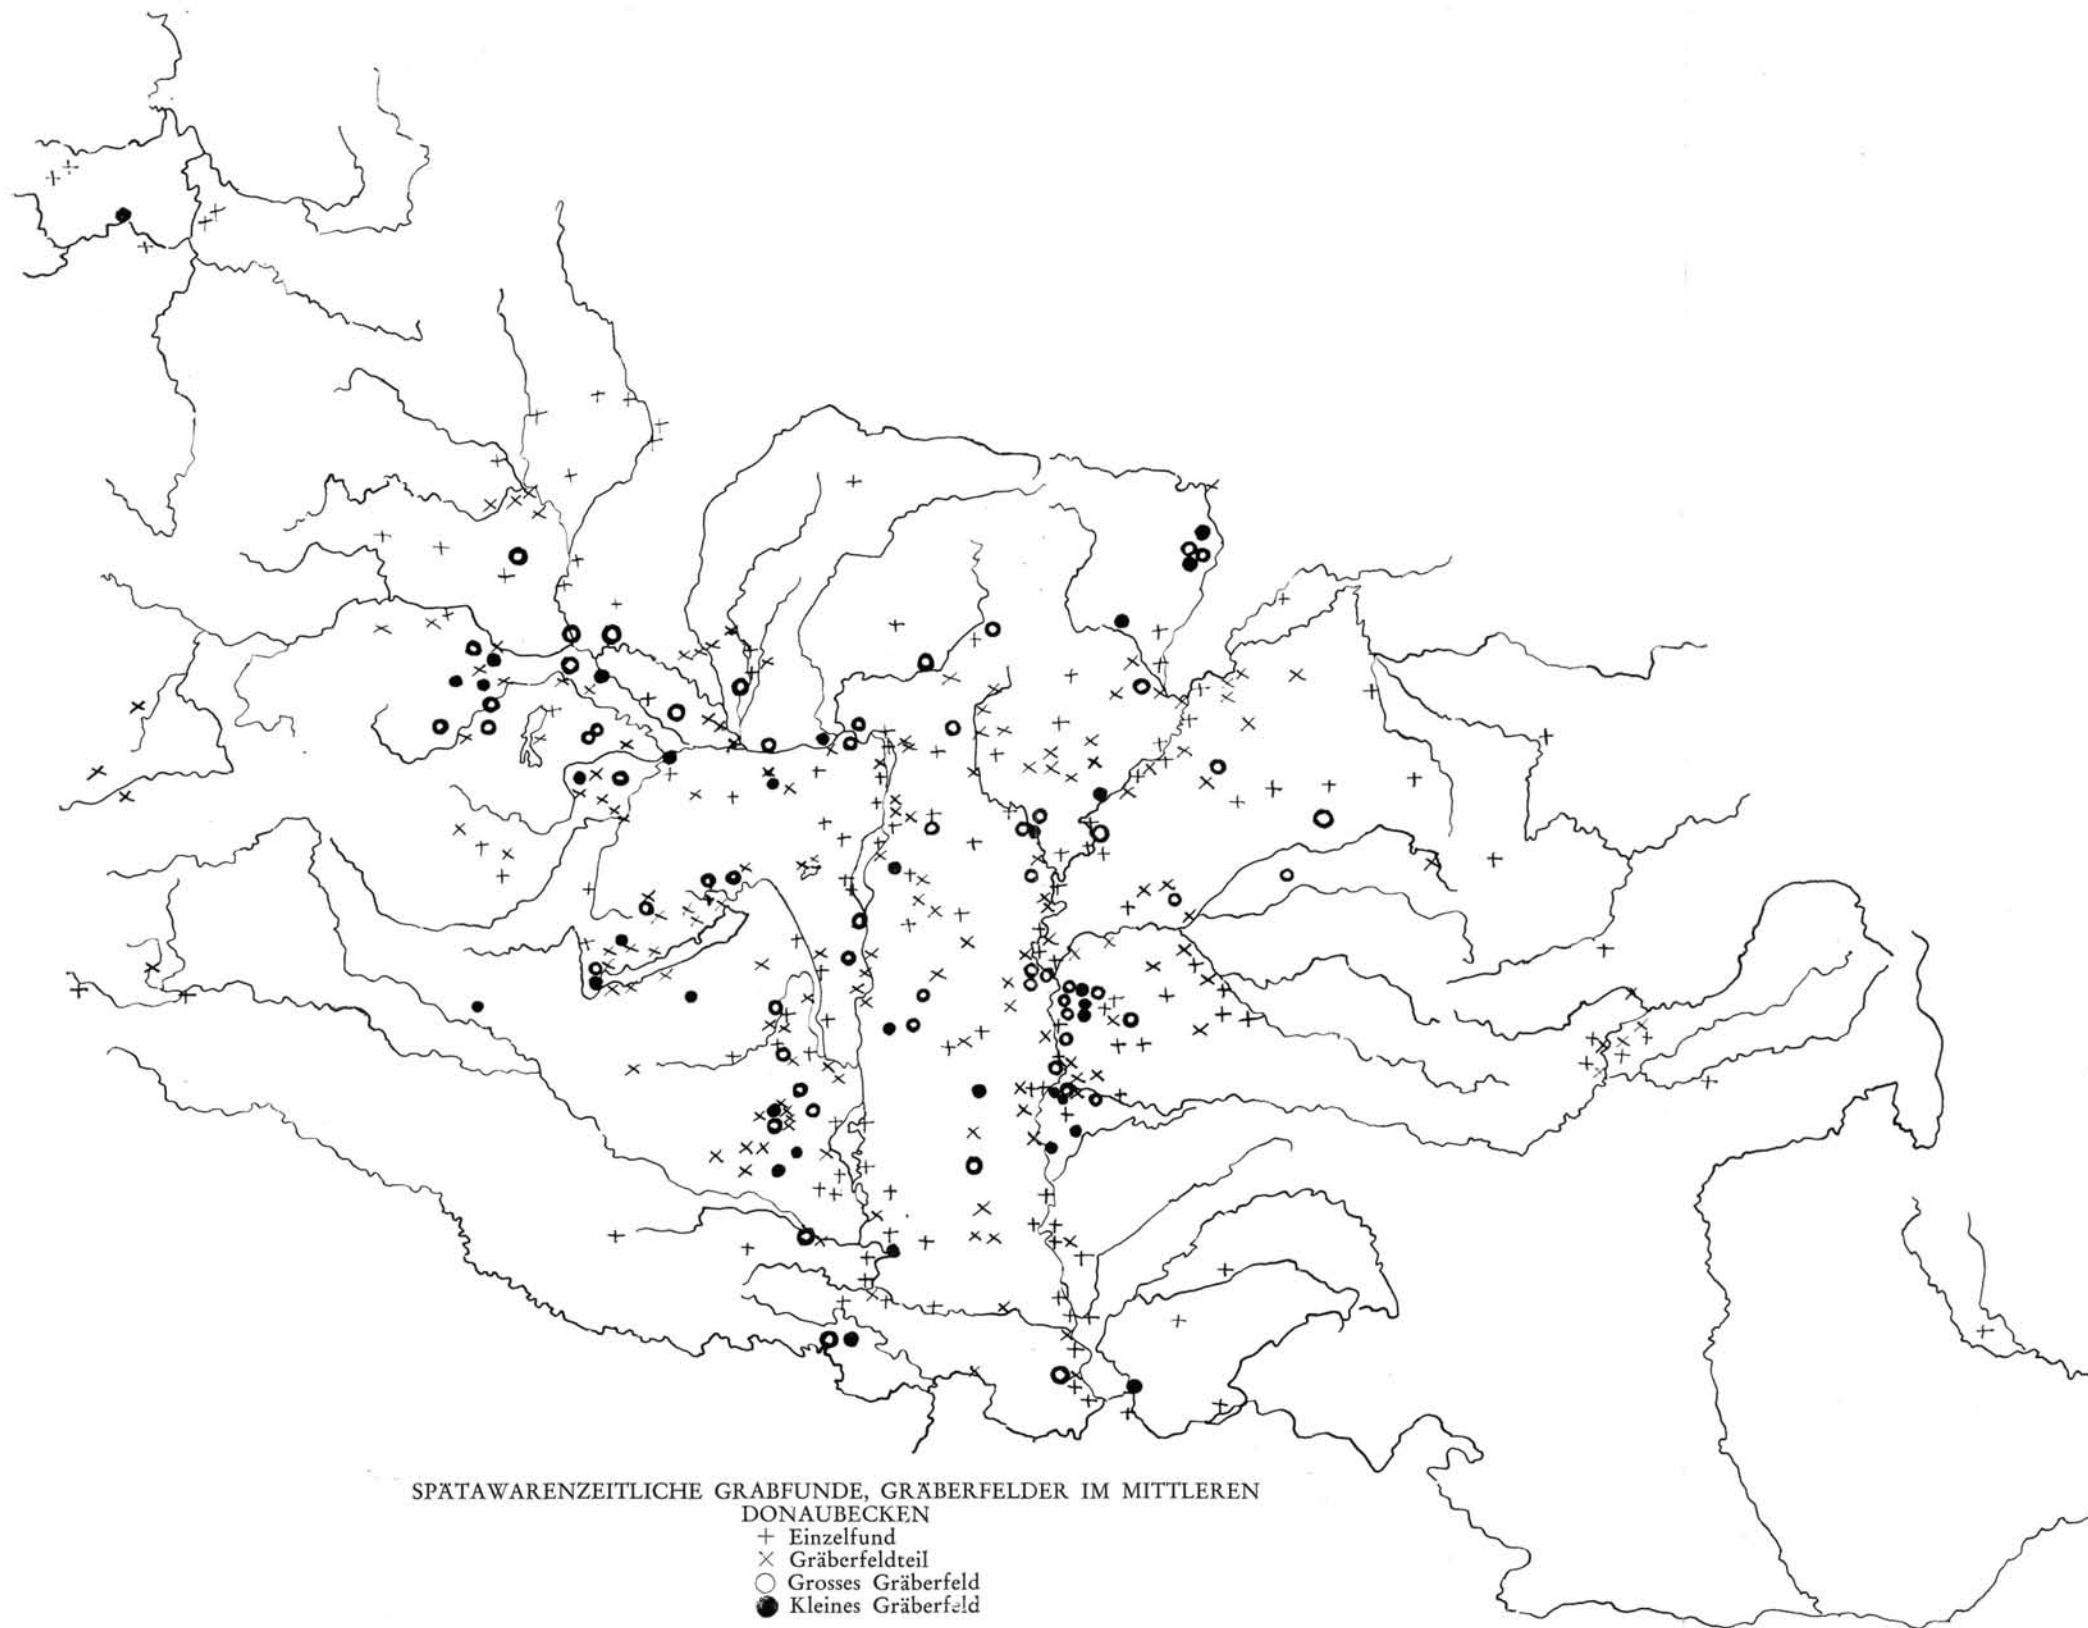 SPÄTAWARENZEITLICHE GRABFUNDE, GRÄBERFELDER IM MITTLEREN
DONAUBECKEN
+ Einzelfund
× Gräberfeldteil
○ Grosses Gräberfeld
● Kleines Gräberfeld